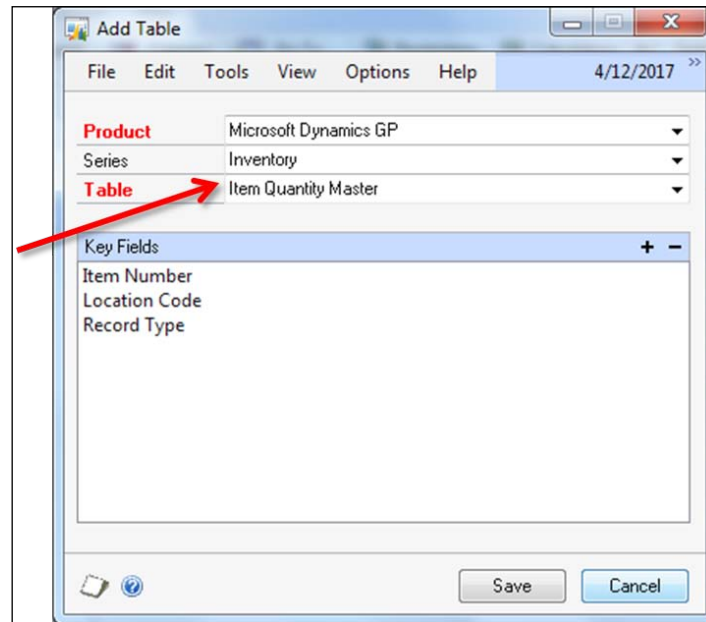 Add Table
File Edit Tools View Options Help 4/12/2017 »
Product Microsoft Dynamics GP
Series Inventory
Table Item Quantity Master
Key Fields + −
Item Number
Location Code
Record Type
Save Cancel